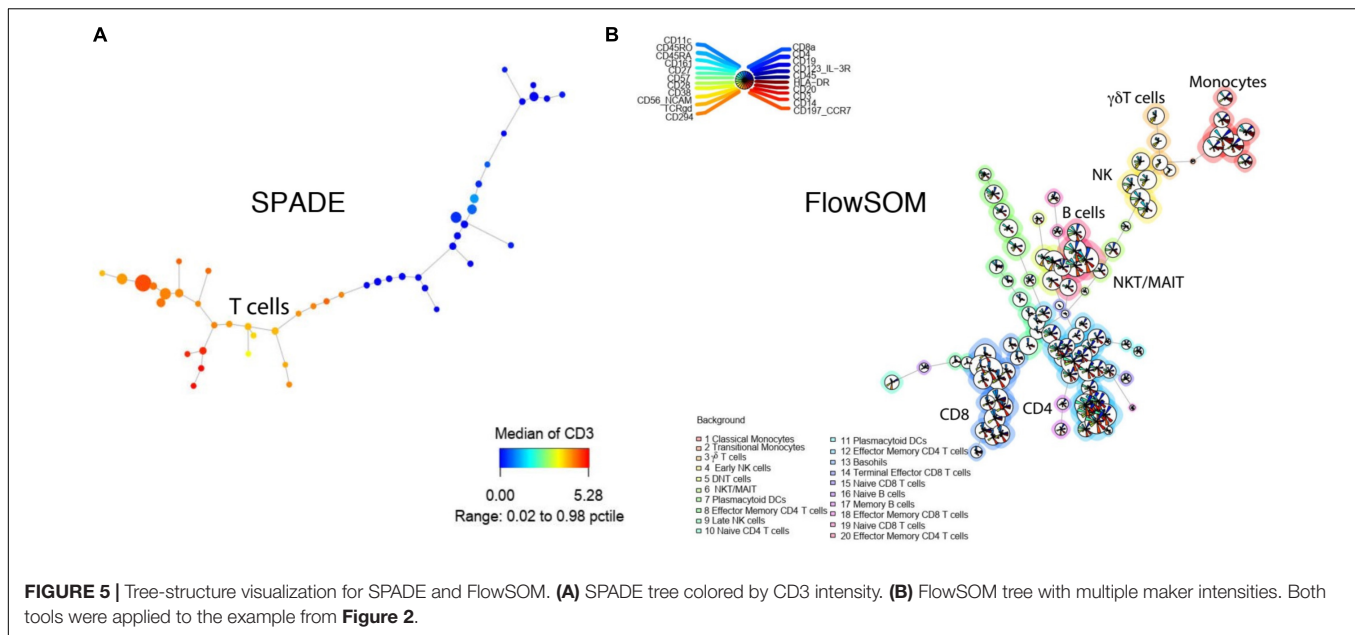 A
B
CD11c
CD45RO
CD45RA
CD161
CD27
CD57
CD28
CD38
CD56_NCAM
TCRgd
CD294
CD8a
CD4
CD19
CD123_IL-3R
CD45
HLA-DR
CD20
CD3
CD14
CD197_CCR7
SPADE
T cells
Median of CD3
0.00 5.28
Range: 0.02 to 0.98 pctile
FlowSOM
γδT cells
Monocytes
NK
B cells
NKT/MAIT
CD8
CD4
Background
1 Classical Monocytes
2 Transitional Monocytes
3 γδ T cells
4 Early NK cells
5 DNT cells
6 NKT/MAIT
7 Plasmacytoid DCs
8 Effector Memory CD4 T cells
9 Late NK cells
10 Naive CD4 T cells
11 Plasmacytoid DCs
12 Effector Memory CD4 T cells
13 Basohils
14 Terminal Effector CD8 T cells
15 Naive CD8 T cells
16 Naive B cells
17 Memory B cells
18 Effector Memory CD8 T cells
19 Naive CD8 T cells
20 Effector Memory CD4 T cells
FIGURE 5 | Tree-structure visualization for SPADE and FlowSOM. (A) SPADE tree colored by CD3 intensity. (B) FlowSOM tree with multiple maker intensities. Both
tools were applied to the example from Figure 2.